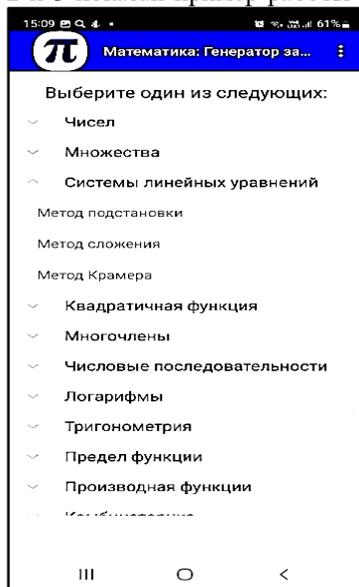 15:09 61%
π Математика: Генератор за...
Выберите один из следующих:
Чисел
Множества
Системы линейных уравнений
Метод подстановки
Метод сложения
Метод Крамера
Квадратичная функция
Многочлены
Числовые последовательности
Логарифмы
Тригонометрия
Предел функции
Производная функции